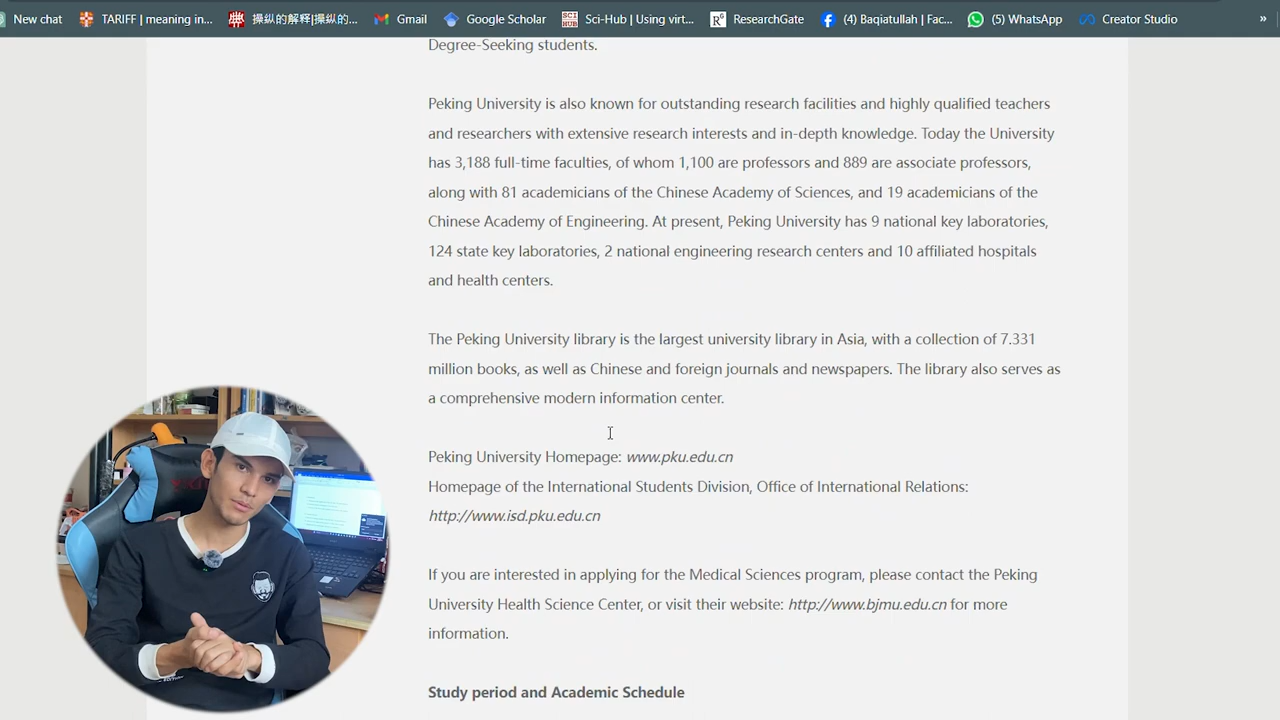 New chat
TARIFF | meaning in...
操纵的解释|操纵的...
Gmail
Google Scholar
SCI
HUB
Sci-Hub | Using virt...
R⁶
ResearchGate
(4) Baqiatullah | Fac...
(5) WhatsApp
Creator Studio
»
Degree-Seeking students.
Peking University is also known for outstanding research facilities and highly qualified teachers
and researchers with extensive research interests and in-depth knowledge. Today the University
has 3,188 full-time faculties, of whom 1,100 are professors and 889 are associate professors,
along with 81 academicians of the Chinese Academy of Sciences, and 19 academicians of the
Chinese Academy of Engineering. At present, Peking University has 9 national key laboratories,
124 state key laboratories, 2 national engineering research centers and 10 affiliated hospitals
and health centers.
The Peking University library is the largest university library in Asia, with a collection of 7.331
million books, as well as Chinese and foreign journals and newspapers. The library also serves as
a comprehensive modern information center.
Peking University Homepage: www.pku.edu.cn
Homepage of the International Students Division, Office of International Relations:
http://www.isd.pku.edu.cn
If you are interested in applying for the Medical Sciences program, please contact the Peking
University Health Science Center, or visit their website: http://www.bjmu.edu.cn for more
information.
Study period and Academic Schedule